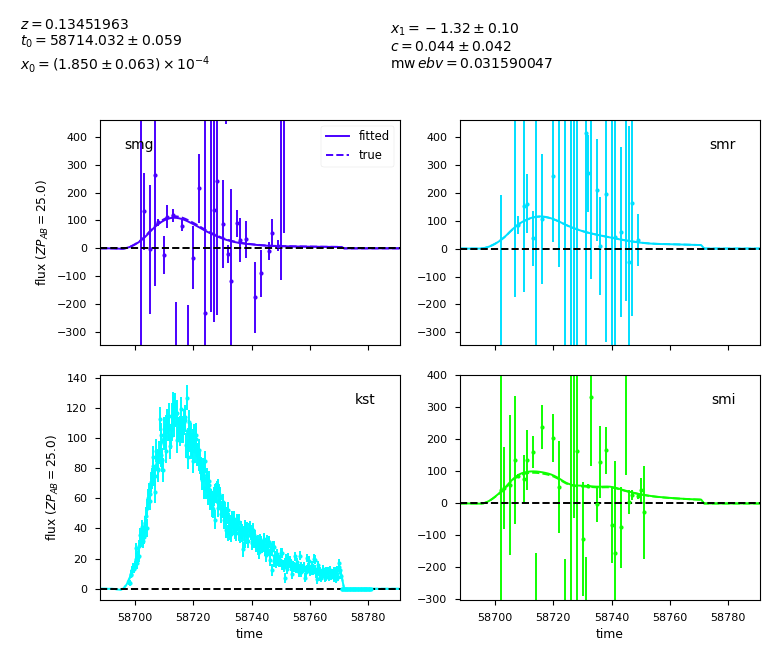 z = 0.13451963
t₀ = 58714.032 ± 0.059
x₀ = (1.850 ± 0.063) × 10⁻⁴
x₁ = −1.32 ± 0.10
c = 0.044 ± 0.042
mw ebv = 0.031590047
400
300
200
100
0
−100
−200
−300
flux (ZP_AB = 25.0)
smg
fitted
true
400
300
200
100
0
−100
−200
−300
smr
140
120
100
80
60
40
20
0
flux (ZP_AB = 25.0)
kst
58700
58720
58740
58760
58780
time
400
300
200
100
0
−100
−200
−300
smi
58700
58720
58740
58760
58780
time